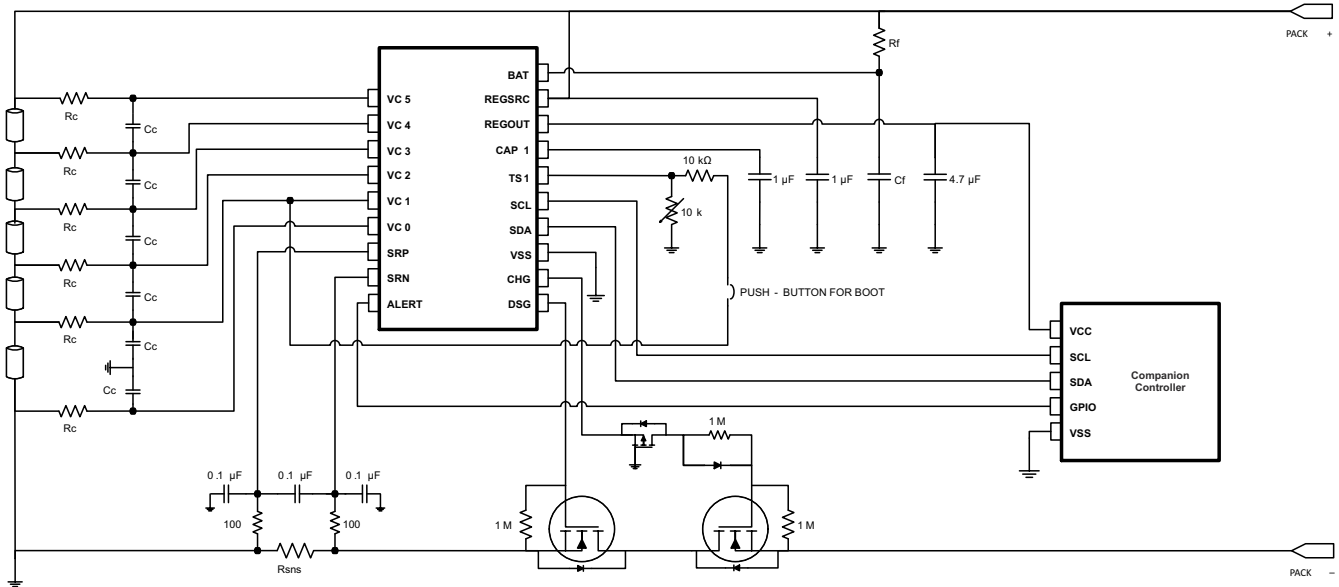 PACK +
Rf
BAT
REGSRC
REGOUT
CAP 1
TS1
SCL
SDA
VSS
CHG
DSG
VC 5
VC 4
VC 3
VC 2
VC 1
VC 0
SRP
SRN
ALERT
Rc
Cc
Rc
Cc
Rc
Cc
Rc
Cc
Rc
Cc
Cc
Rc
10 kΩ
10 k
1 µF
1 µF
Cf
4.7 µF
PUSH - BUTTON FOR BOOT
VCC
SCL
SDA
GPIO
VSS
Companion
Controller
1 M
0.1 µF
0.1 µF
0.1 µF
100
100
Rsns
1 M
1 M
PACK –